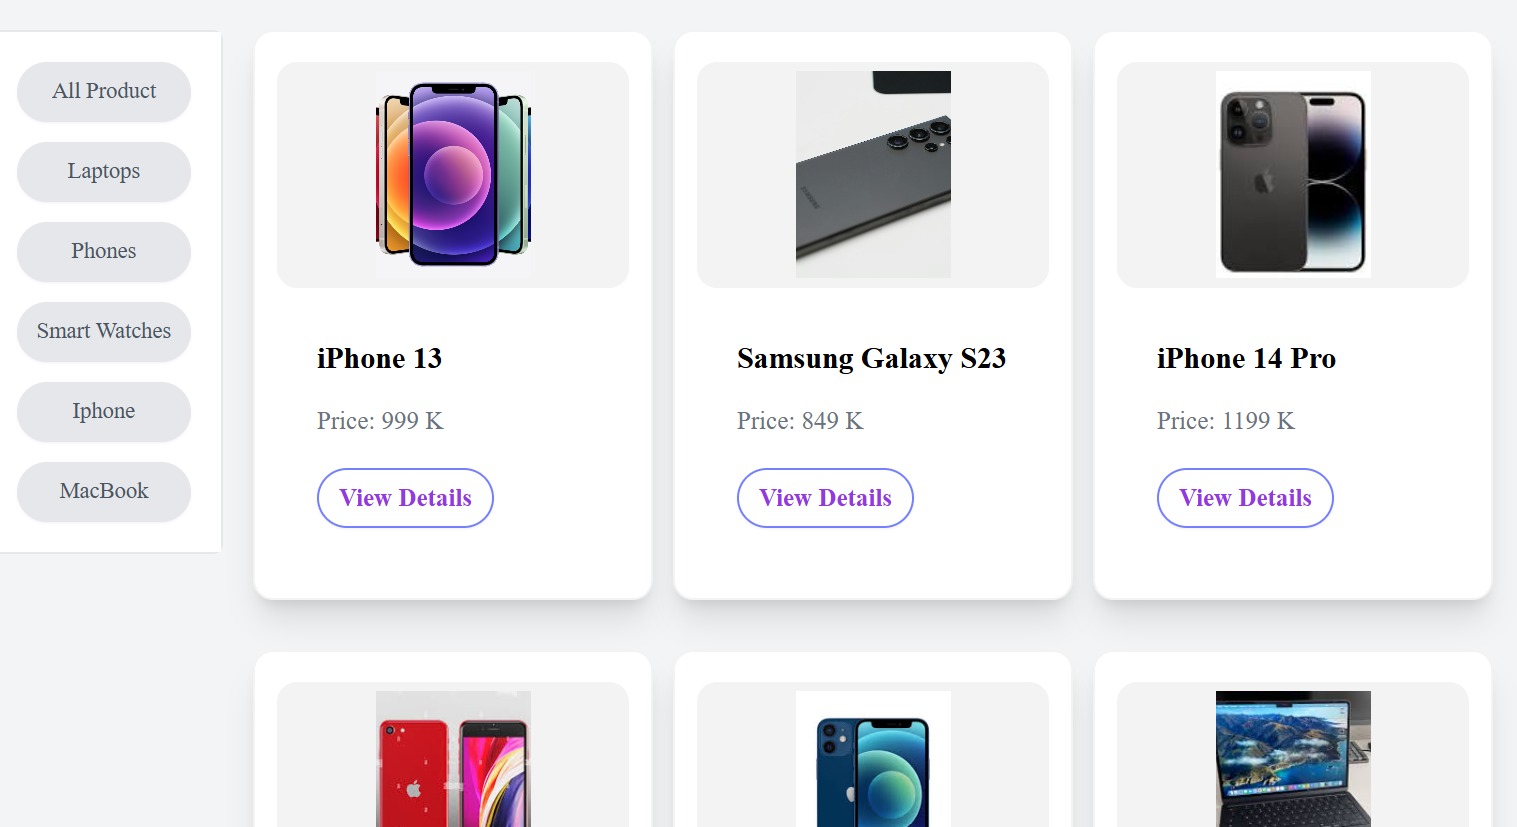 All Product
Laptops
Phones
Smart Watches
Iphone
MacBook
iPhone 13
Price: 999 K
View Details
SAMSUNG
Samsung Galaxy S23
Price: 849 K
View Details
iPhone 14 Pro
Price: 1199 K
View Details